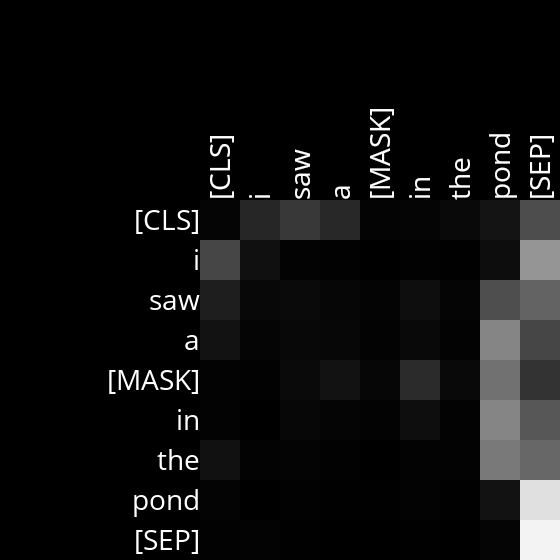 [CLS] i saw a [MASK] in the pond [SEP]
[CLS]
i
saw
a
[MASK]
in
the
pond
[SEP]